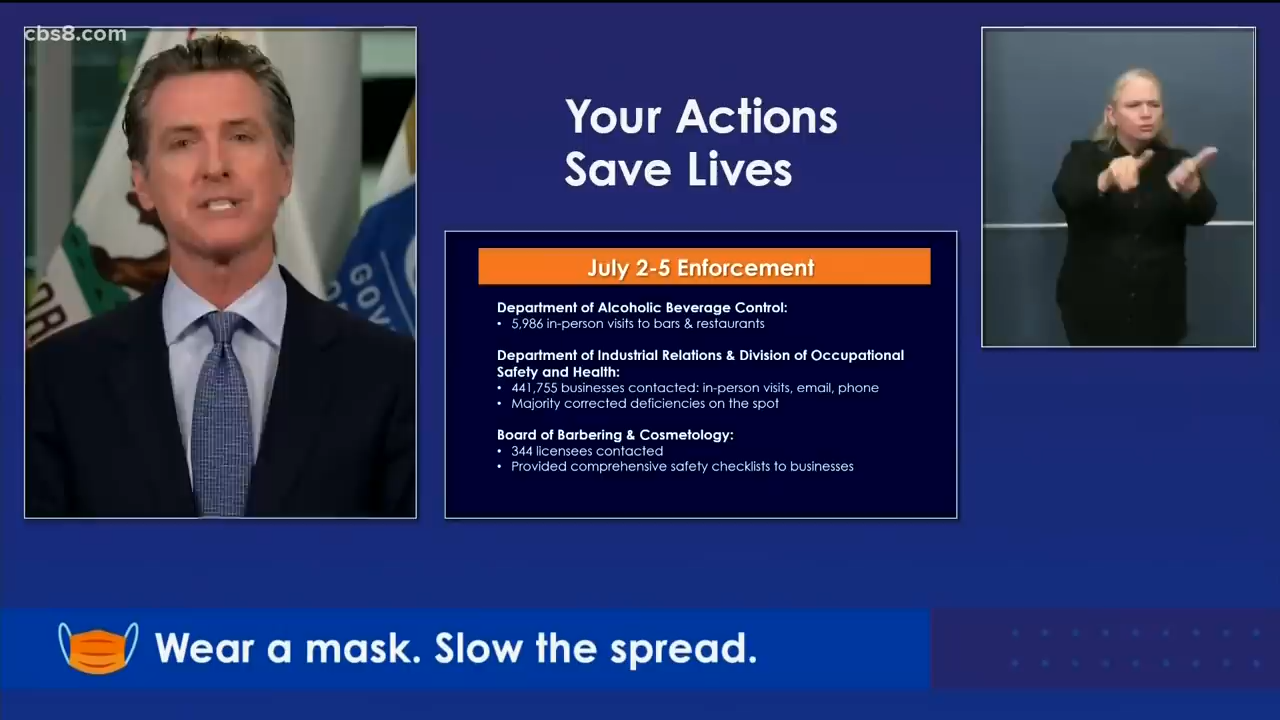 cbs8.com
Your Actions
Save Lives
July 2-5 Enforcement
Department of Alcoholic Beverage Control:
• 5,986 in-person visits to bars & restaurants
Department of Industrial Relations & Division of Occupational
Safety and Health:
• 441,755 businesses contacted: in-person visits, email, phone
• Majority corrected deficiencies on the spot
Board of Barbering & Cosmetology:
• 344 licensees contacted
• Provided comprehensive safety checklists to businesses
Wear a mask. Slow the spread.